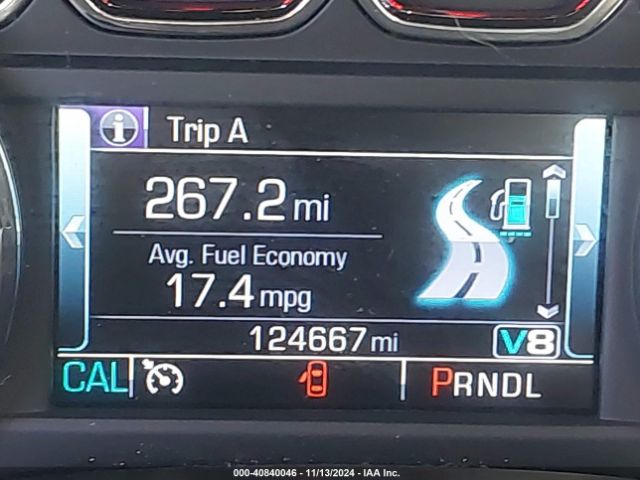 Trip A
267.2 mi
Avg. Fuel Economy
17.4 mpg
124667 mi V8
CAL PRNDL
000-40840046 - 11/13/2024 - IAA Inc.